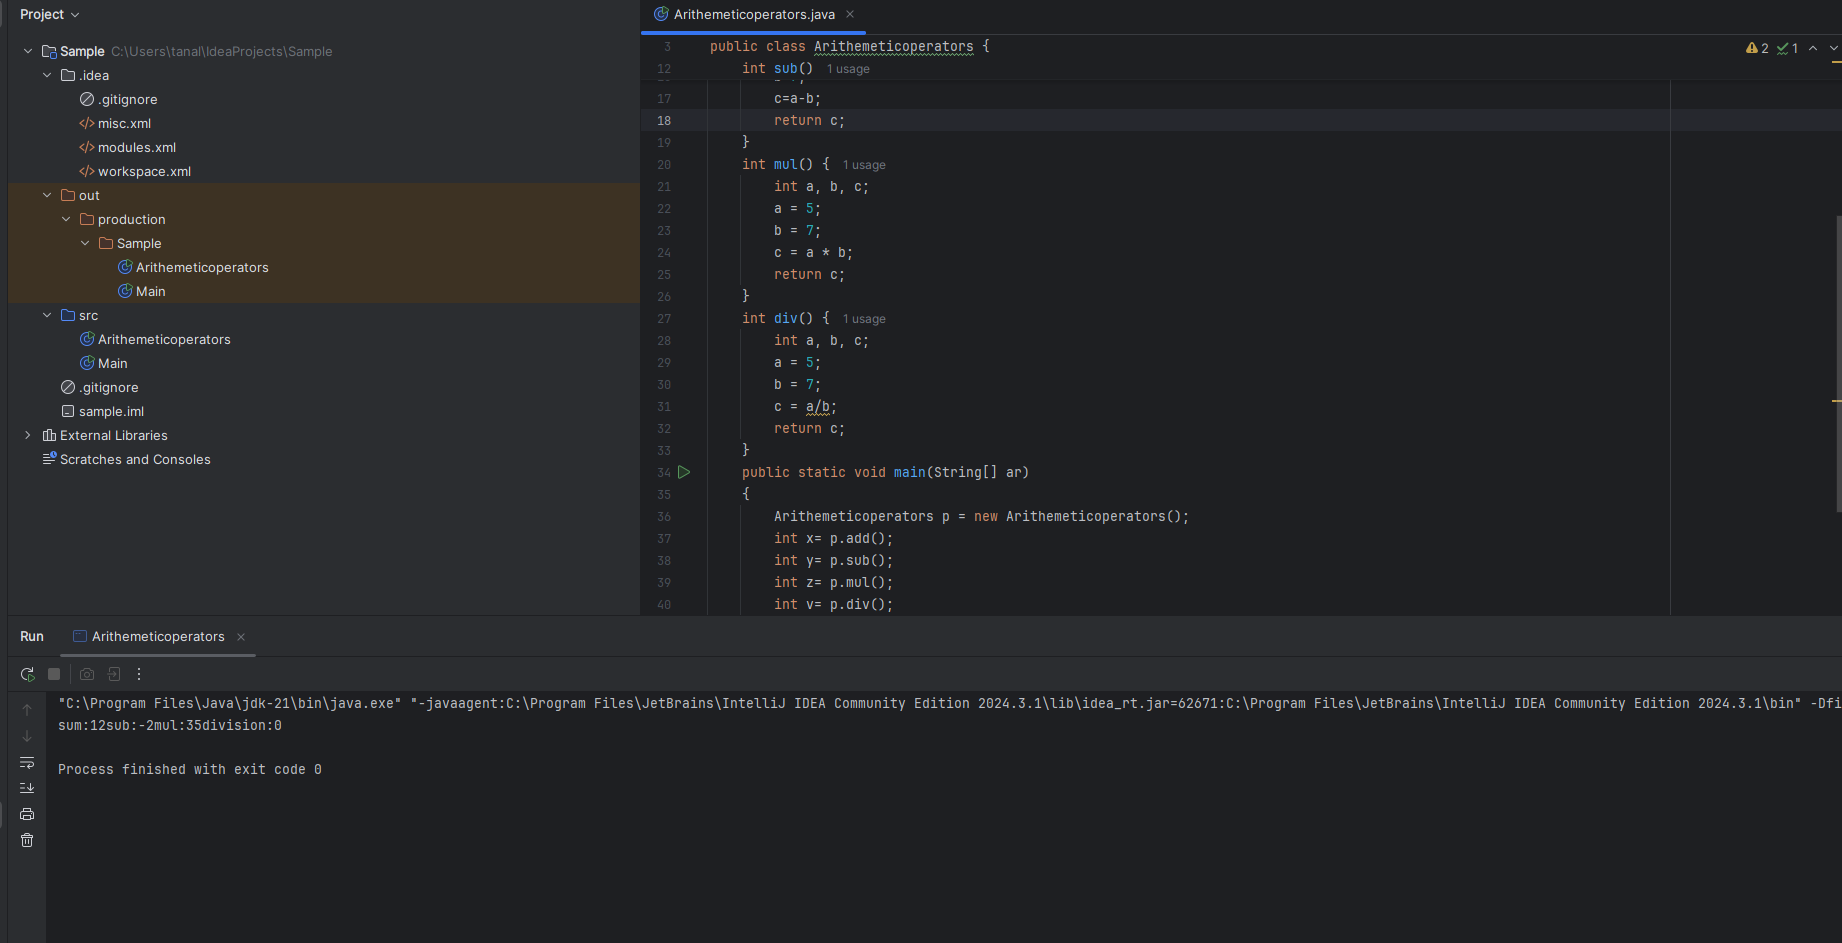 Project
Sample C:\Users\tanal\IdeaProjects\Sample
.idea
.gitignore
misc.xml
modules.xml
workspace.xml
out
production
Sample
Arithemeticoperators
Main
src
Arithemeticoperators
Main
.gitignore
sample.iml
External Libraries
Scratches and Consoles
Arithemeticoperators.java
2 1
3 public class Arithemeticoperators {
12 int sub() 1 usage
17 c=a-b;
18 return c;
19 }
20 int mul() { 1 usage
21 int a, b, c;
22 a = 5;
23 b = 7;
24 c = a * b;
25 return c;
26 }
27 int div() { 1 usage
28 int a, b, c;
29 a = 5;
30 b = 7;
31 c = a/b;
32 return c;
33 }
34 public static void main(String[] ar)
35 {
36 Arithemeticoperators p = new Arithemeticoperators();
37 int x= p.add();
38 int y= p.sub();
39 int z= p.mul();
40 int v= p.div();
Run Arithemeticoperators
"C:\Program Files\Java\jdk-21\bin\java.exe" "-javaagent:C:\Program Files\JetBrains\IntelliJ IDEA Community Edition 2024.3.1\lib\idea_rt.jar=62671:C:\Program Files\JetBrains\IntelliJ IDEA Community Edition 2024.3.1\bin" -Dfi
sum:12sub:-2mul:35division:0
Process finished with exit code 0